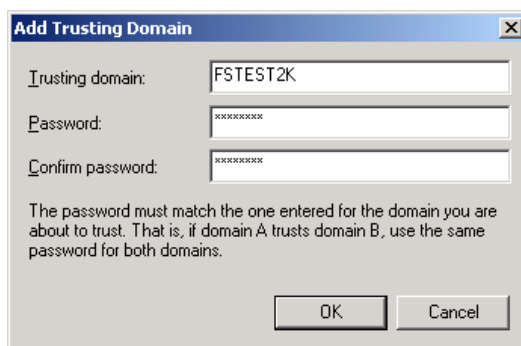 Add Trusting Domain
Trusting domain: FSTEST2K
Password: ********
Confirm password: ********
The password must match the one entered for the domain you are
about to trust. That is, if domain A trusts domain B, use the same
password for both domains.
OK Cancel